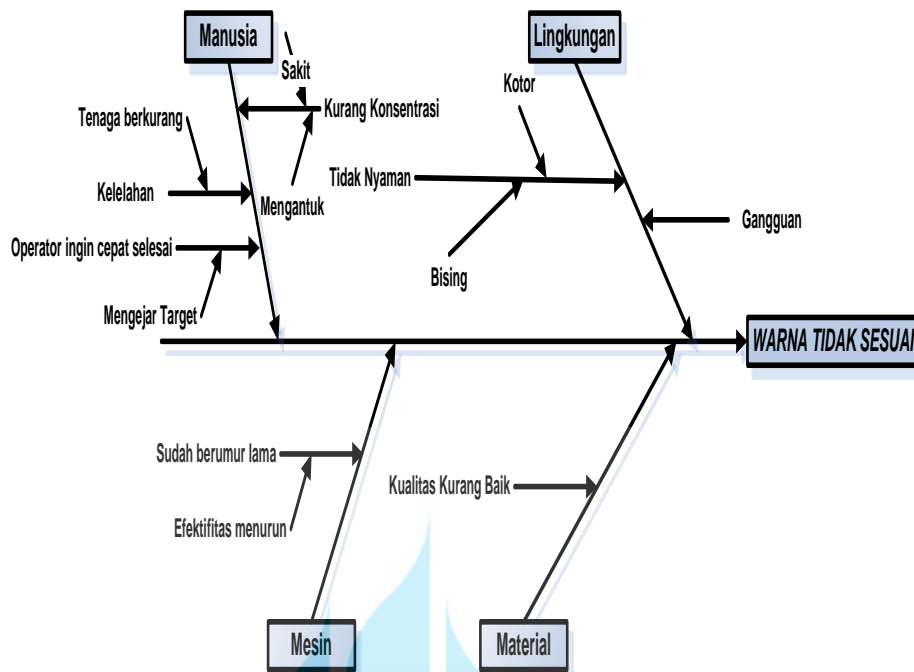 Manusia
Lingkungan
Sakit
Kotor
Kurang Konsentrasi
Tenaga berkurang
Tidak Nyaman
Kelelahan
Mengantuk
Gangguan
Operator ingin cepat selesai
Bising
Mengejar Target
WARNA TIDAK SESUAI
Sudah berumur lama
Kualitas Kurang Baik
Efektifitas menurun
Mesin
Material